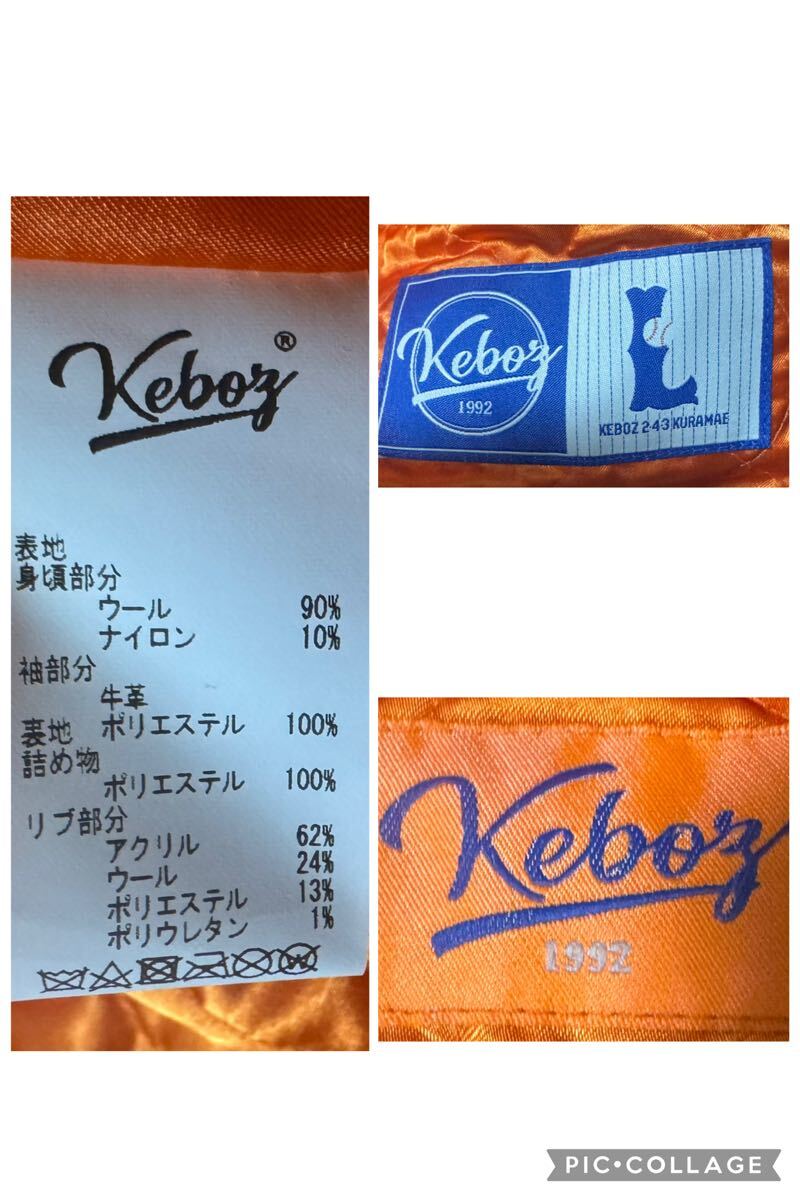 Keboz®
表地
身頃部分
ウール 90%
ナイロン 10%
袖部分
牛革
表地 ポリエステル 100%
詰め物
ポリエステル 100%
リブ部分
アクリル 62%
ウール 24%
ポリエステル 13%
ポリウレタン 1%
Keboz
1992
L
KEBOZ 2-4-3 KURAMAE
Keboz
1992
PIC•COLLAGE